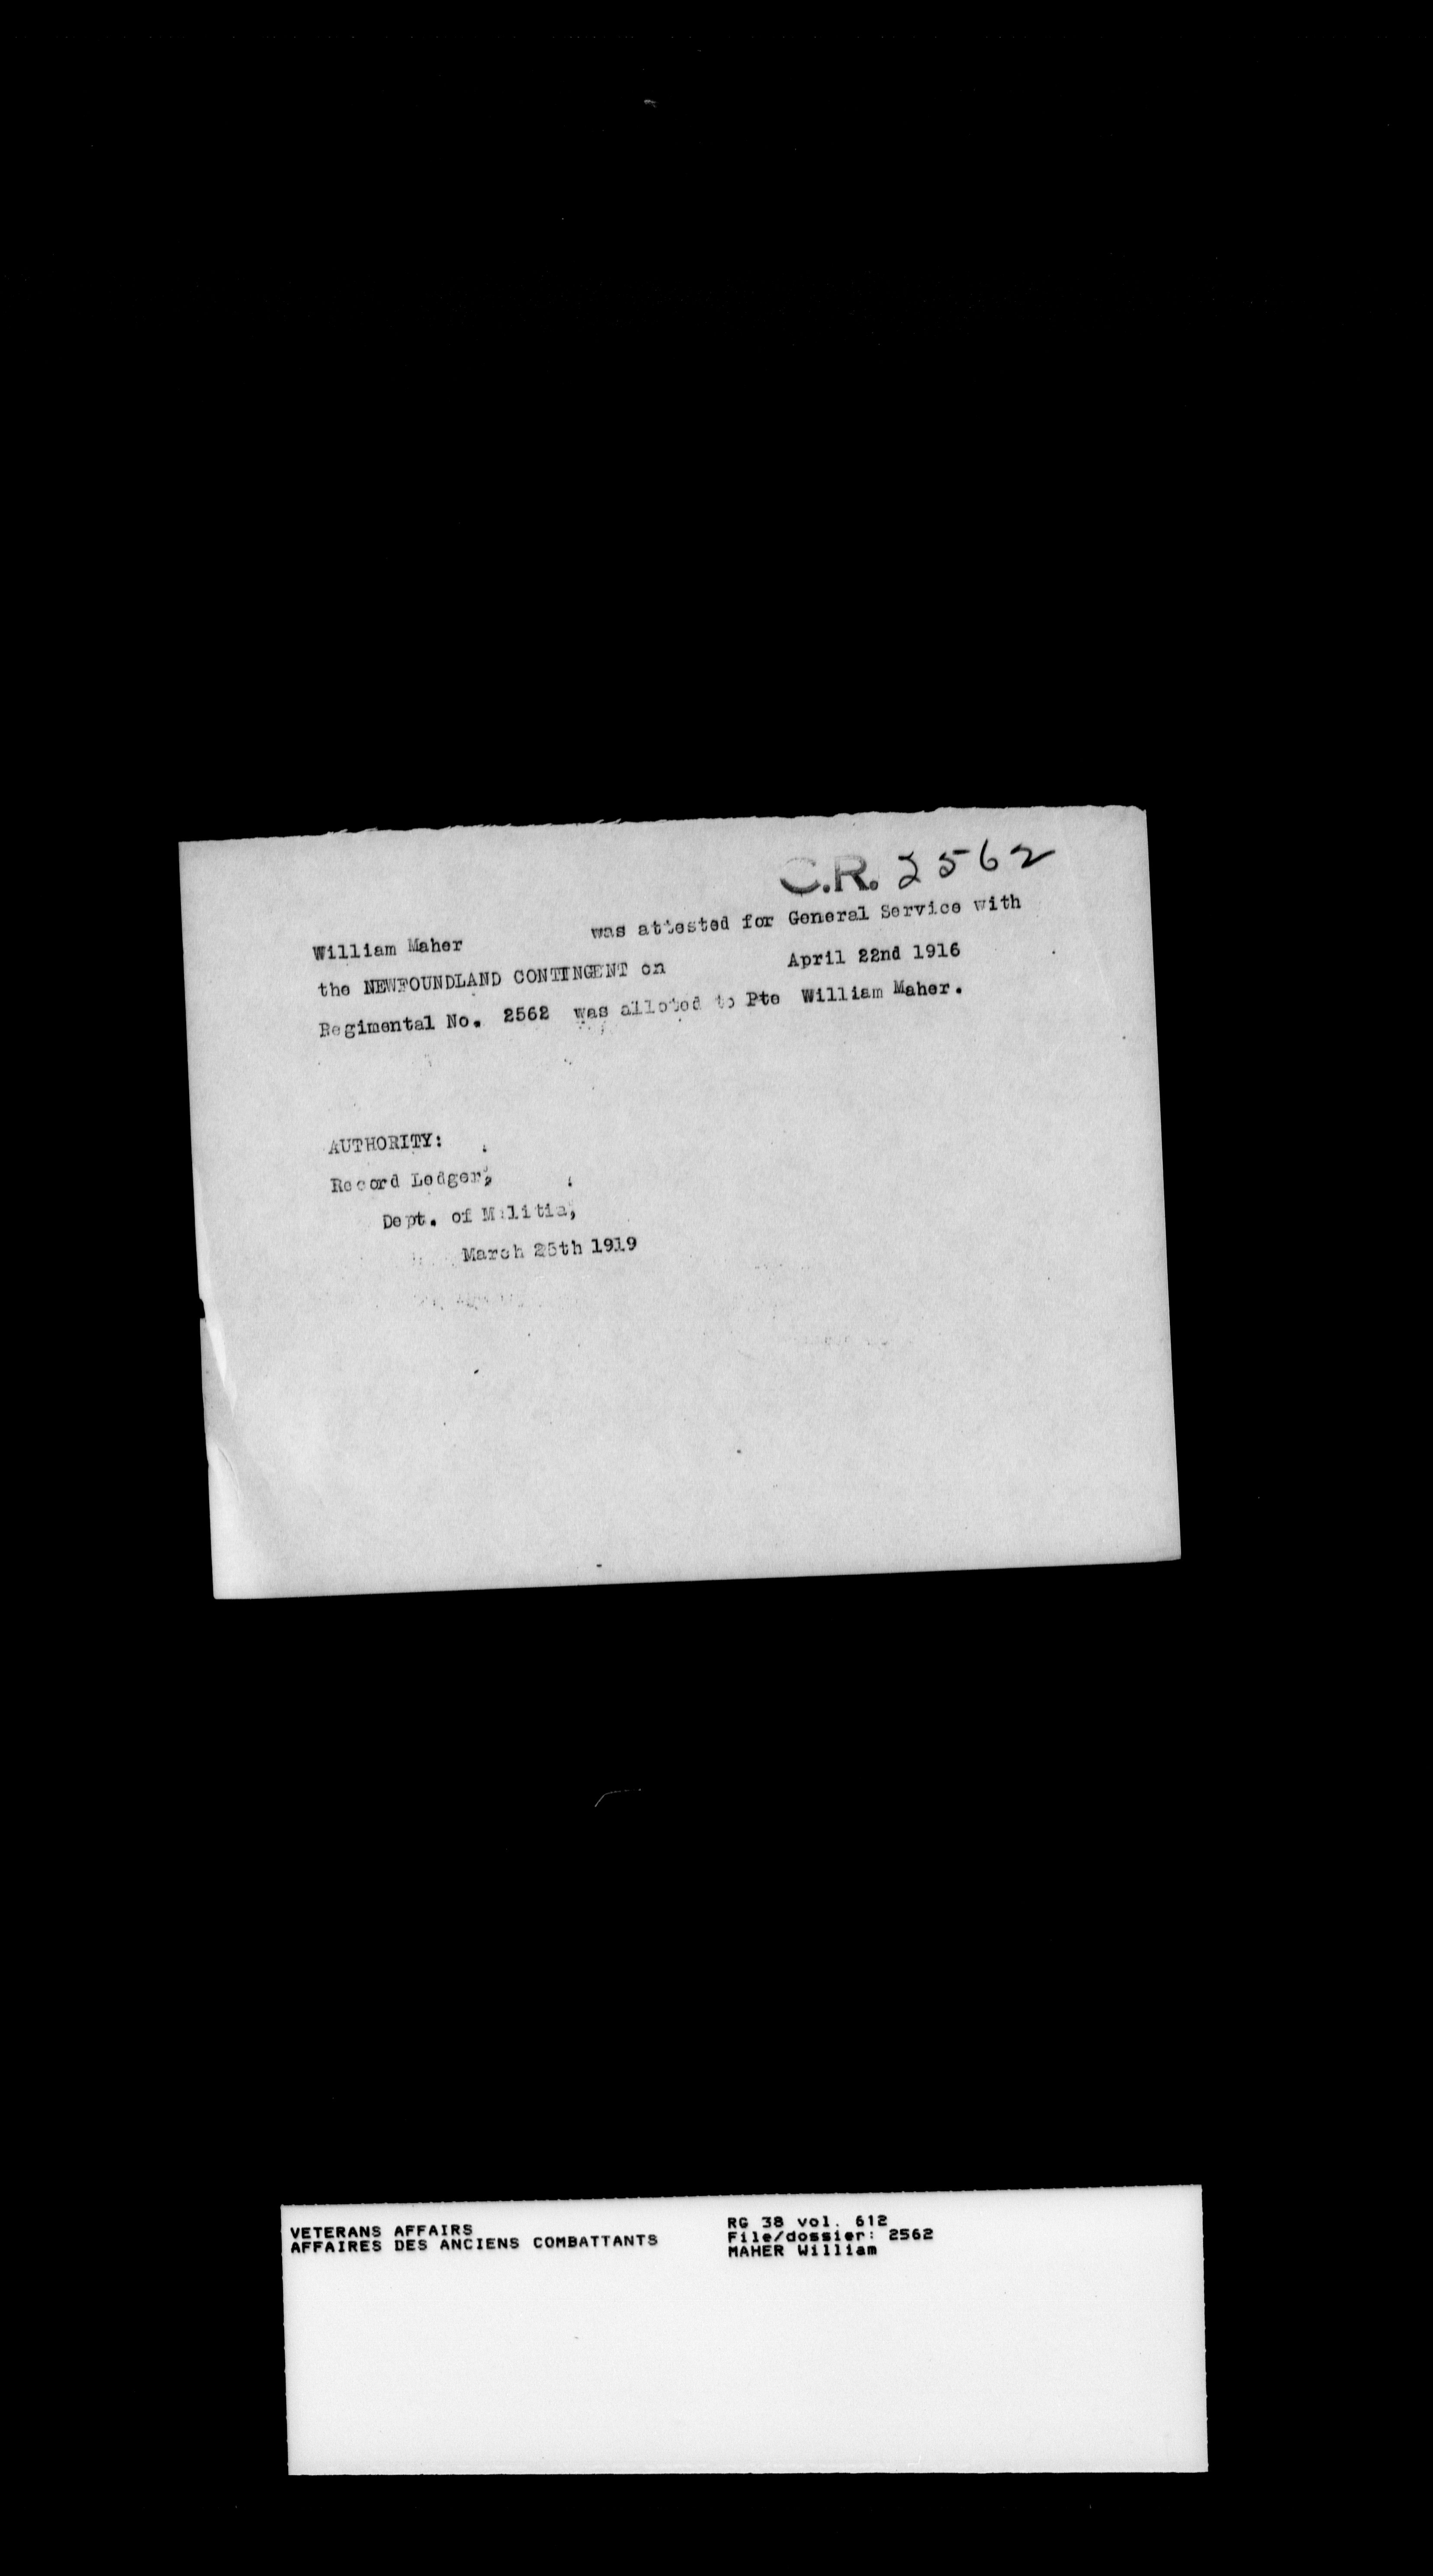 C.R. 2562
William Maher was attested for General Service with
the NEWFOUNDLAND CONTINGENT on April 22nd 1916
Regimental No. 2562 was alloted to Pte William Maher.
AUTHORITY:
Record Ledger,
Dept. of Militia,
March 25th 1919
VETERANS AFFAIRS
AFFAIRES DES ANCIENS COMBATTANTS
RG 38 vol. 612
File/dossier: 2562
MAHER William